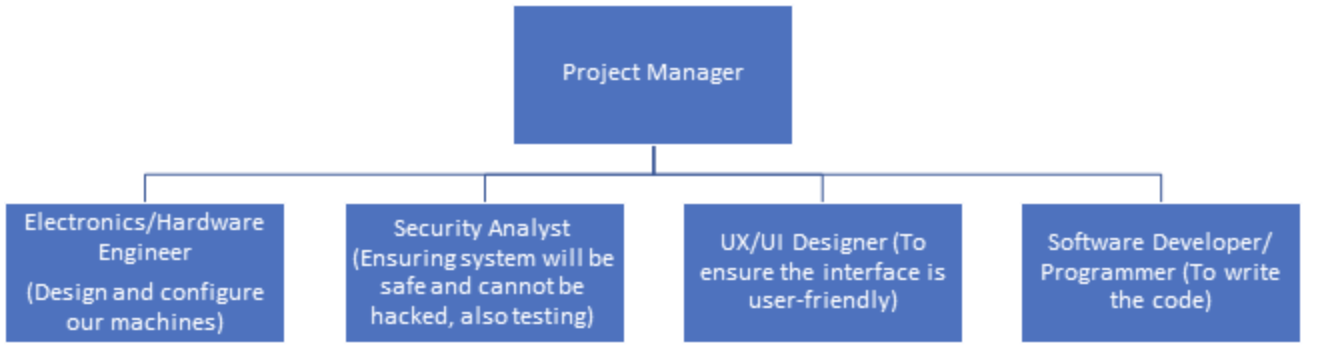 Project Manager
Electronics/Hardware
Engineer
(Design and configure
our machines)
Security Analyst
(Ensuring system will be
safe and cannot be
hacked, also testing)
UX/UI Designer (To
ensure the interface is
user-friendly)
Software Developer/
Programmer (To write
the code)